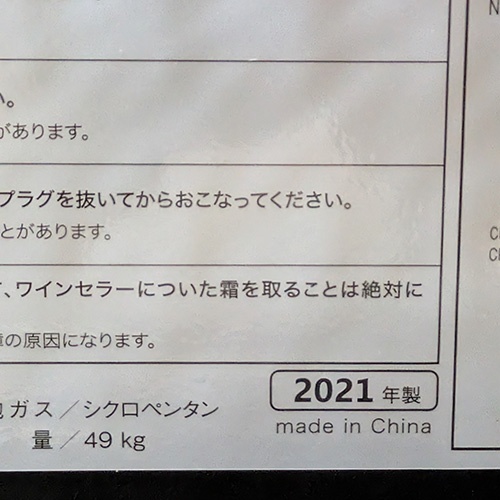 い。
があります。
プラグを抜いてからおこなってください。
とがあります。
、ワインセラーについた霜を取ることは絶対に
の原因になります。
2021 年製
ガス／シクロペンタン
made in China
量／49 kg